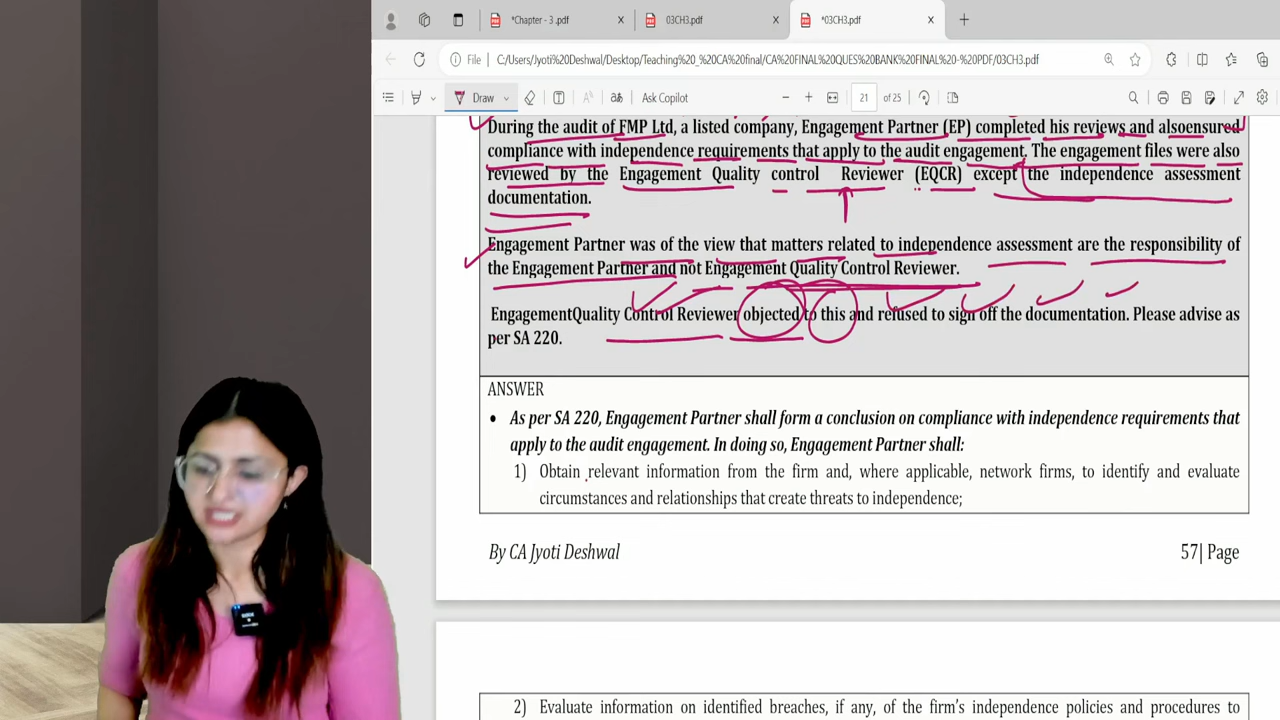 *Chapter - 3 .pdf
03CH3.pdf
*03CH3.pdf
File
C:/Users/Jyoti%20Deshwal/Desktop/Teaching%20_%20CA%20final/CA%20FINAL%20QUES%20BANK%20FINAL%20-%20PDF/03CH3.pdf
Draw
Ask Copilot
21 of 25
During the audit of FMP Ltd, a listed company, Engagement Partner (EP) completed his reviews and alsoensured
compliance with independence requirements that apply to the audit engagement. The engagement files were also
reviewed by the Engagement Quality control Reviewer (EQCR) except the independence assessment
documentation.
Engagement Partner was of the view that matters related to independence assessment are the responsibility of
the Engagement Partner and not Engagement Quality Control Reviewer.
EngagementQuality Control Reviewer objected to this and refused to sign off the documentation. Please advise as
per SA 220.
ANSWER
• As per SA 220, Engagement Partner shall form a conclusion on compliance with independence requirements that
apply to the audit engagement. In doing so, Engagement Partner shall:
1) Obtain relevant information from the firm and, where applicable, network firms, to identify and evaluate
circumstances and relationships that create threats to independence;
By CA Jyoti Deshwal
57| Page
2) Evaluate information on identified breaches, if any, of the firm's independence policies and procedures to